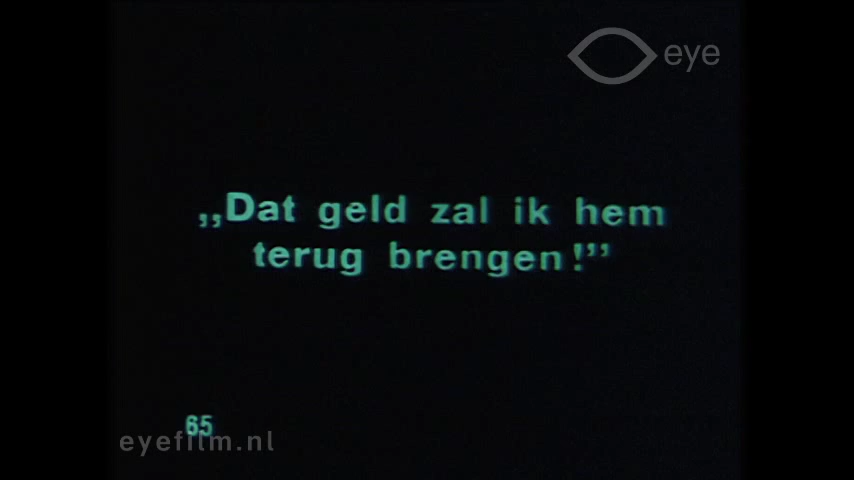 eye
„Dat geld zal ik hem
terug brengen!”
65
eyefilm.nl